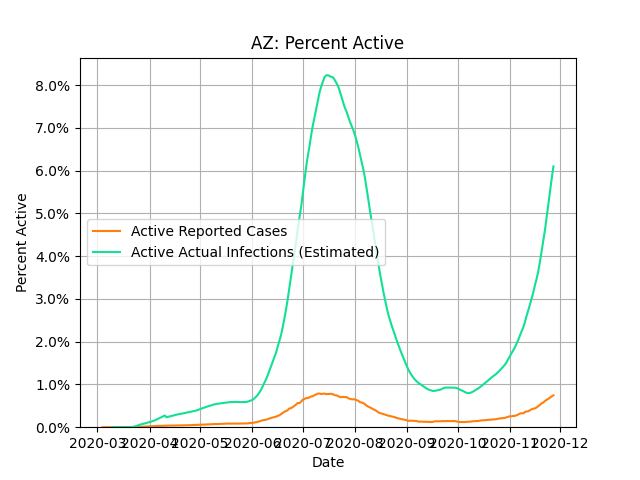 AZ: Percent Active
8.0%
7.0%
6.0%
5.0%
4.0%
3.0%
2.0%
1.0%
0.0%
Percent Active
Active Reported Cases
Active Actual Infections (Estimated)
2020-03 2020-04 2020-05 2020-06 2020-07 2020-08 2020-09 2020-10 2020-11 2020-12
Date